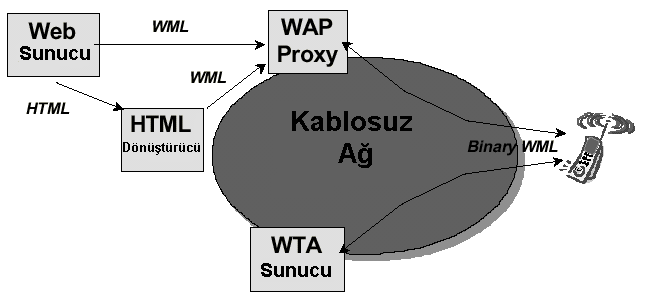 Web
Sunucu
WML
WAP
Proxy
WML
HTML
HTML
Dönüştürücü
Kablosuz
Ağ
Binary WML
WTA
Sunucu